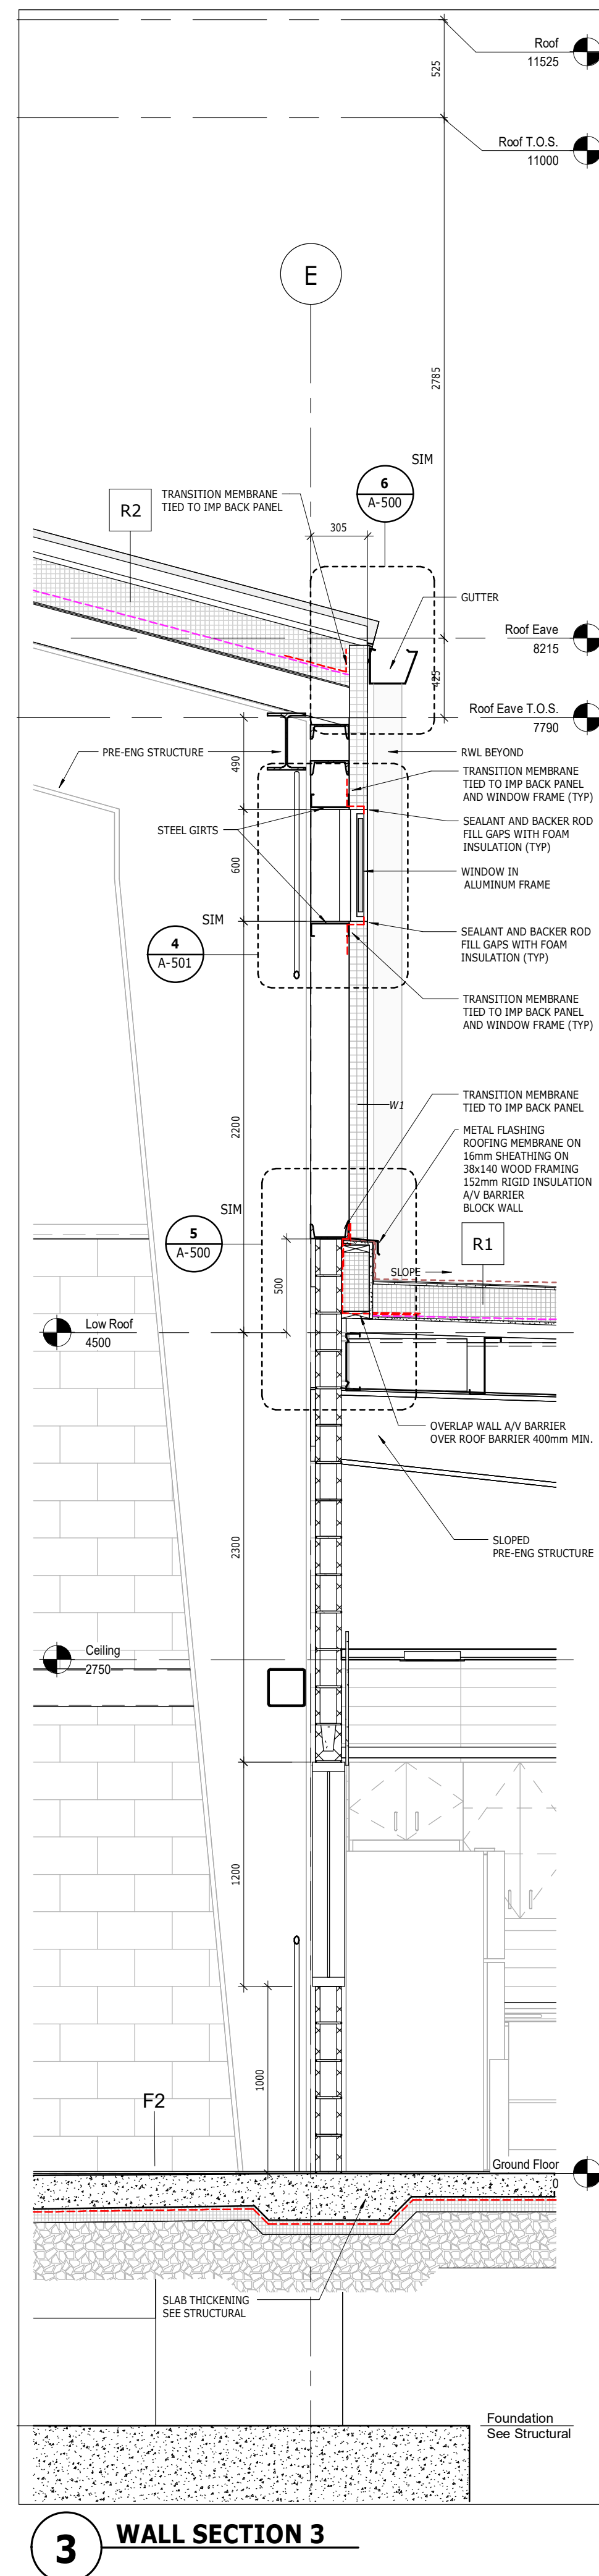 Roof
11525
525
Roof T.O.S.
11000
E
2785
SIM
6
A-500
TRANSITION MEMBRANE
TIED TO IMP BACK PANEL
R2
305
GUTTER
Roof Eave
8215
425
Roof Eave T.O.S.
7790
490
PRE-ENG STRUCTURE
RWL BEYOND
TRANSITION MEMBRANE
TIED TO IMP BACK PANEL
AND WINDOW FRAME (TYP)
STEEL GIRTS
SEALANT AND BACKER ROD
FILL GAPS WITH FOAM
INSULATION (TYP)
600
WINDOW IN
ALUMINUM FRAME
SIM
4
A-501
SEALANT AND BACKER ROD
FILL GAPS WITH FOAM
INSULATION (TYP)
TRANSITION MEMBRANE
TIED TO IMP BACK PANEL
AND WINDOW FRAME (TYP)
W1
2200
TRANSITION MEMBRANE
TIED TO IMP BACK PANEL
METAL FLASHING
ROOFING MEMBRANE ON
16mm SHEATHING ON
38x140 WOOD FRAMING
152mm RIGID INSULATION
A/V BARRIER
BLOCK WALL
SIM
5
A-500
R1
SLOPE
500
Low Roof
4500
OVERLAP WALL A/V BARRIER
OVER ROOF BARRIER 400mm MIN.
SLOPED
PRE-ENG STRUCTURE
2300
Ceiling
2750
1200
1000
F2
Ground Floor
0
SLAB THICKENING
SEE STRUCTURAL
Foundation
See Structural
3
WALL SECTION 3